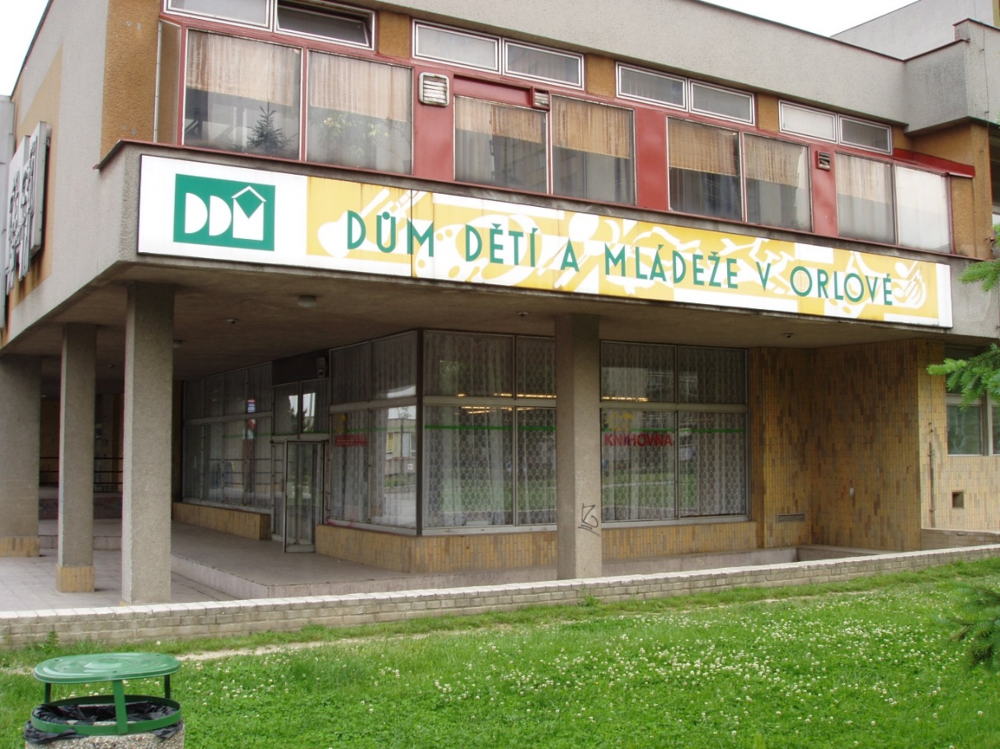 DDM
DŮM DĚTÍ A MLÁDEŽE V ORLOVÉ
KNIHOVNA